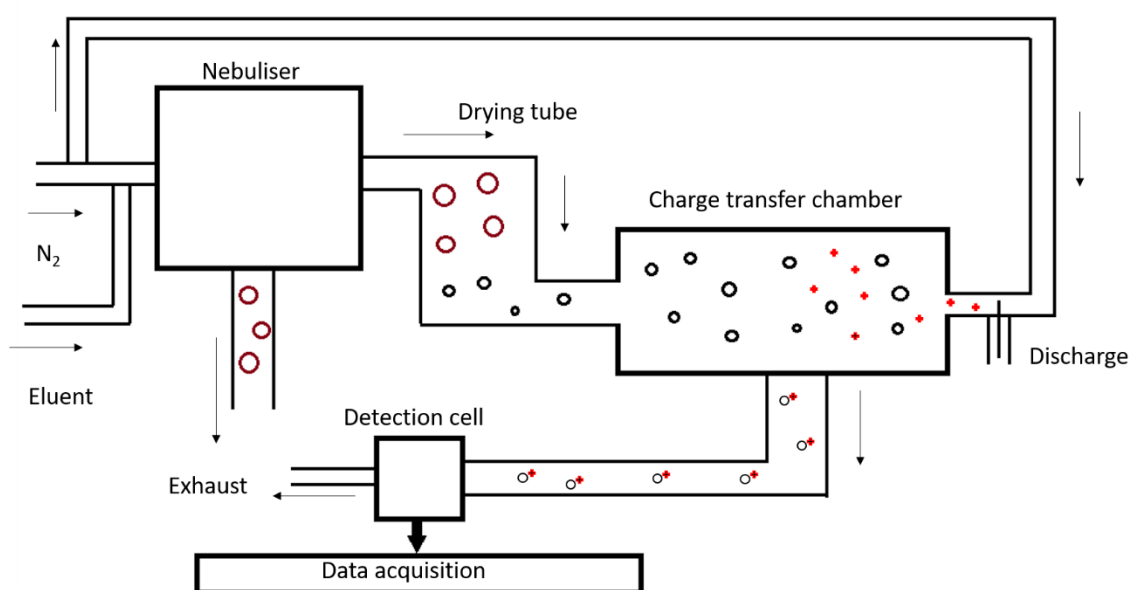 Nebuliser
Drying tube
Charge transfer chamber
N2
Discharge
Eluent
Detection cell
Exhaust
Data acquisition